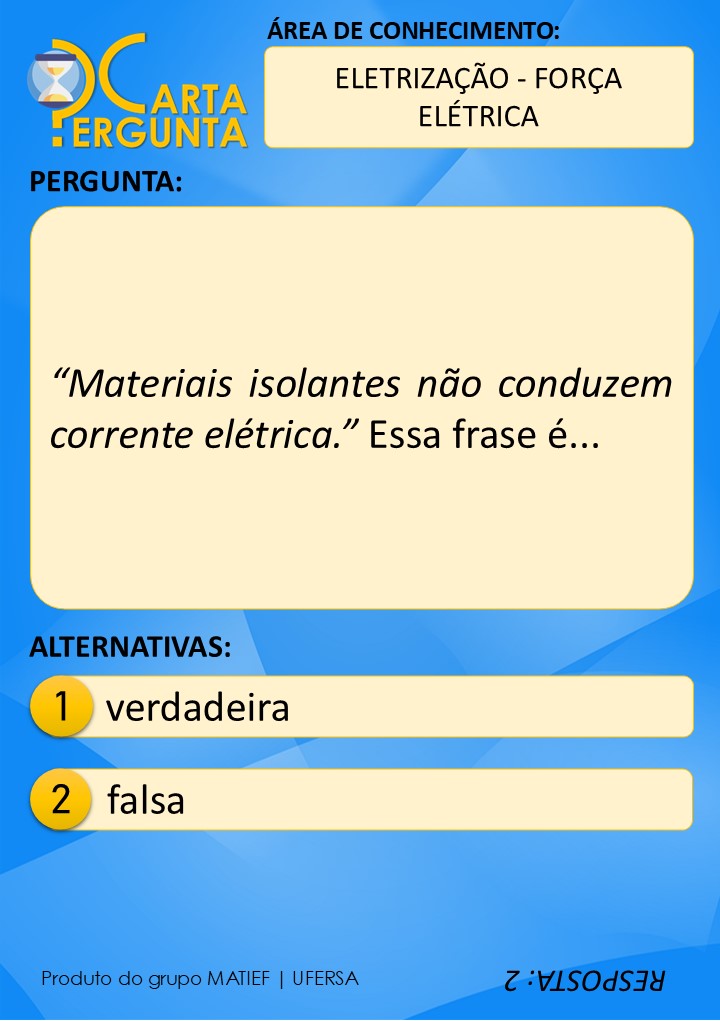 ÁREA DE CONHECIMENTO:
CARTA
PERGUNTA
ELETRIZAÇÃO - FORÇA
ELÉTRICA
PERGUNTA:
“Materiais isolantes não conduzem
corrente elétrica.” Essa frase é...
ALTERNATIVAS:
1 verdadeira
2 falsa
Produto do grupo MATIEF | UFERSA
RESPOSTA: 2